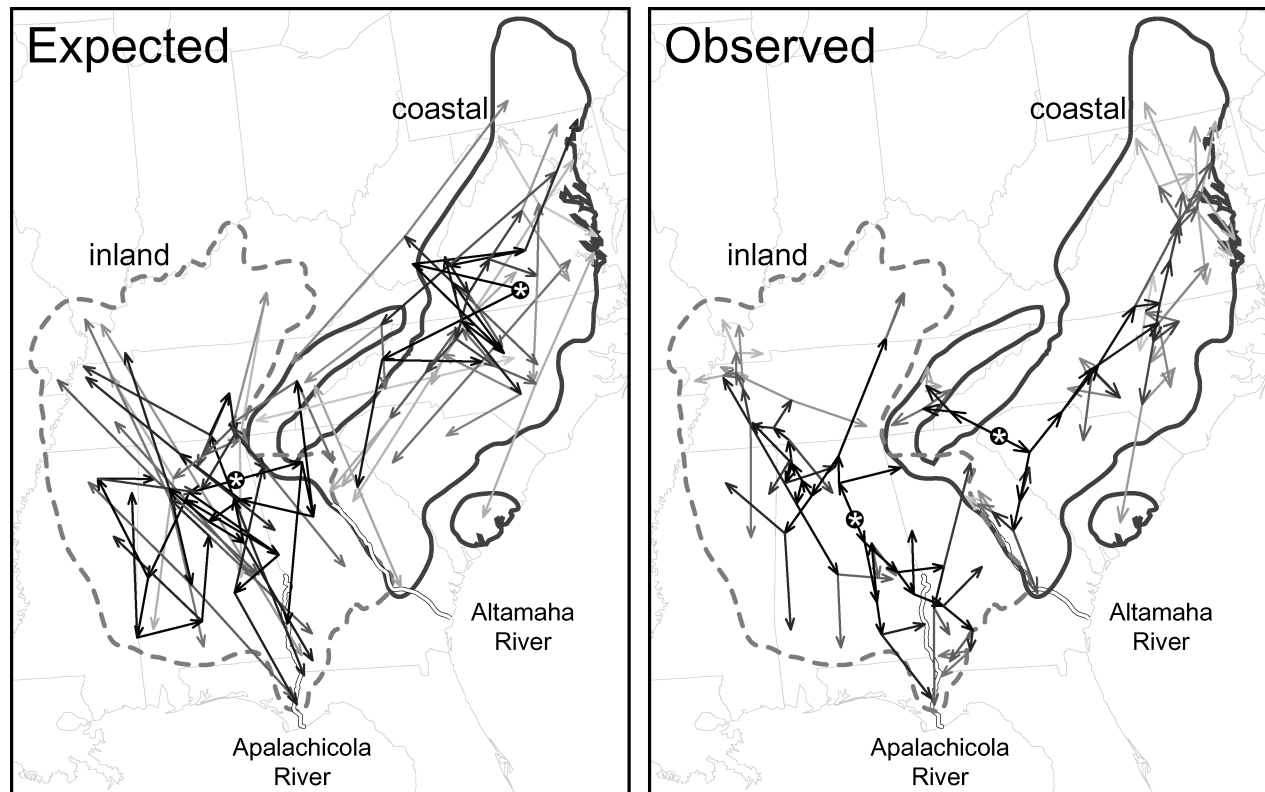 Expected
coastal
inland
Altamaha
River
Apalachicola
River
Observed
coastal
inland
Altamaha
River
Apalachicola
River